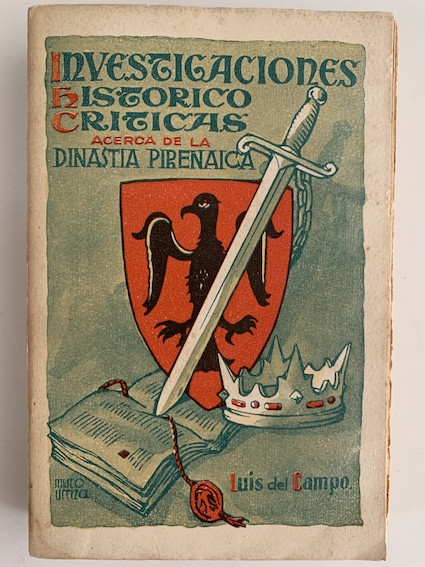 INVESTIGACIONES
HISTORICO
CRITICAS
ACERCA DE LA
DINASTIA PIRENAICA
Luis del Campo.